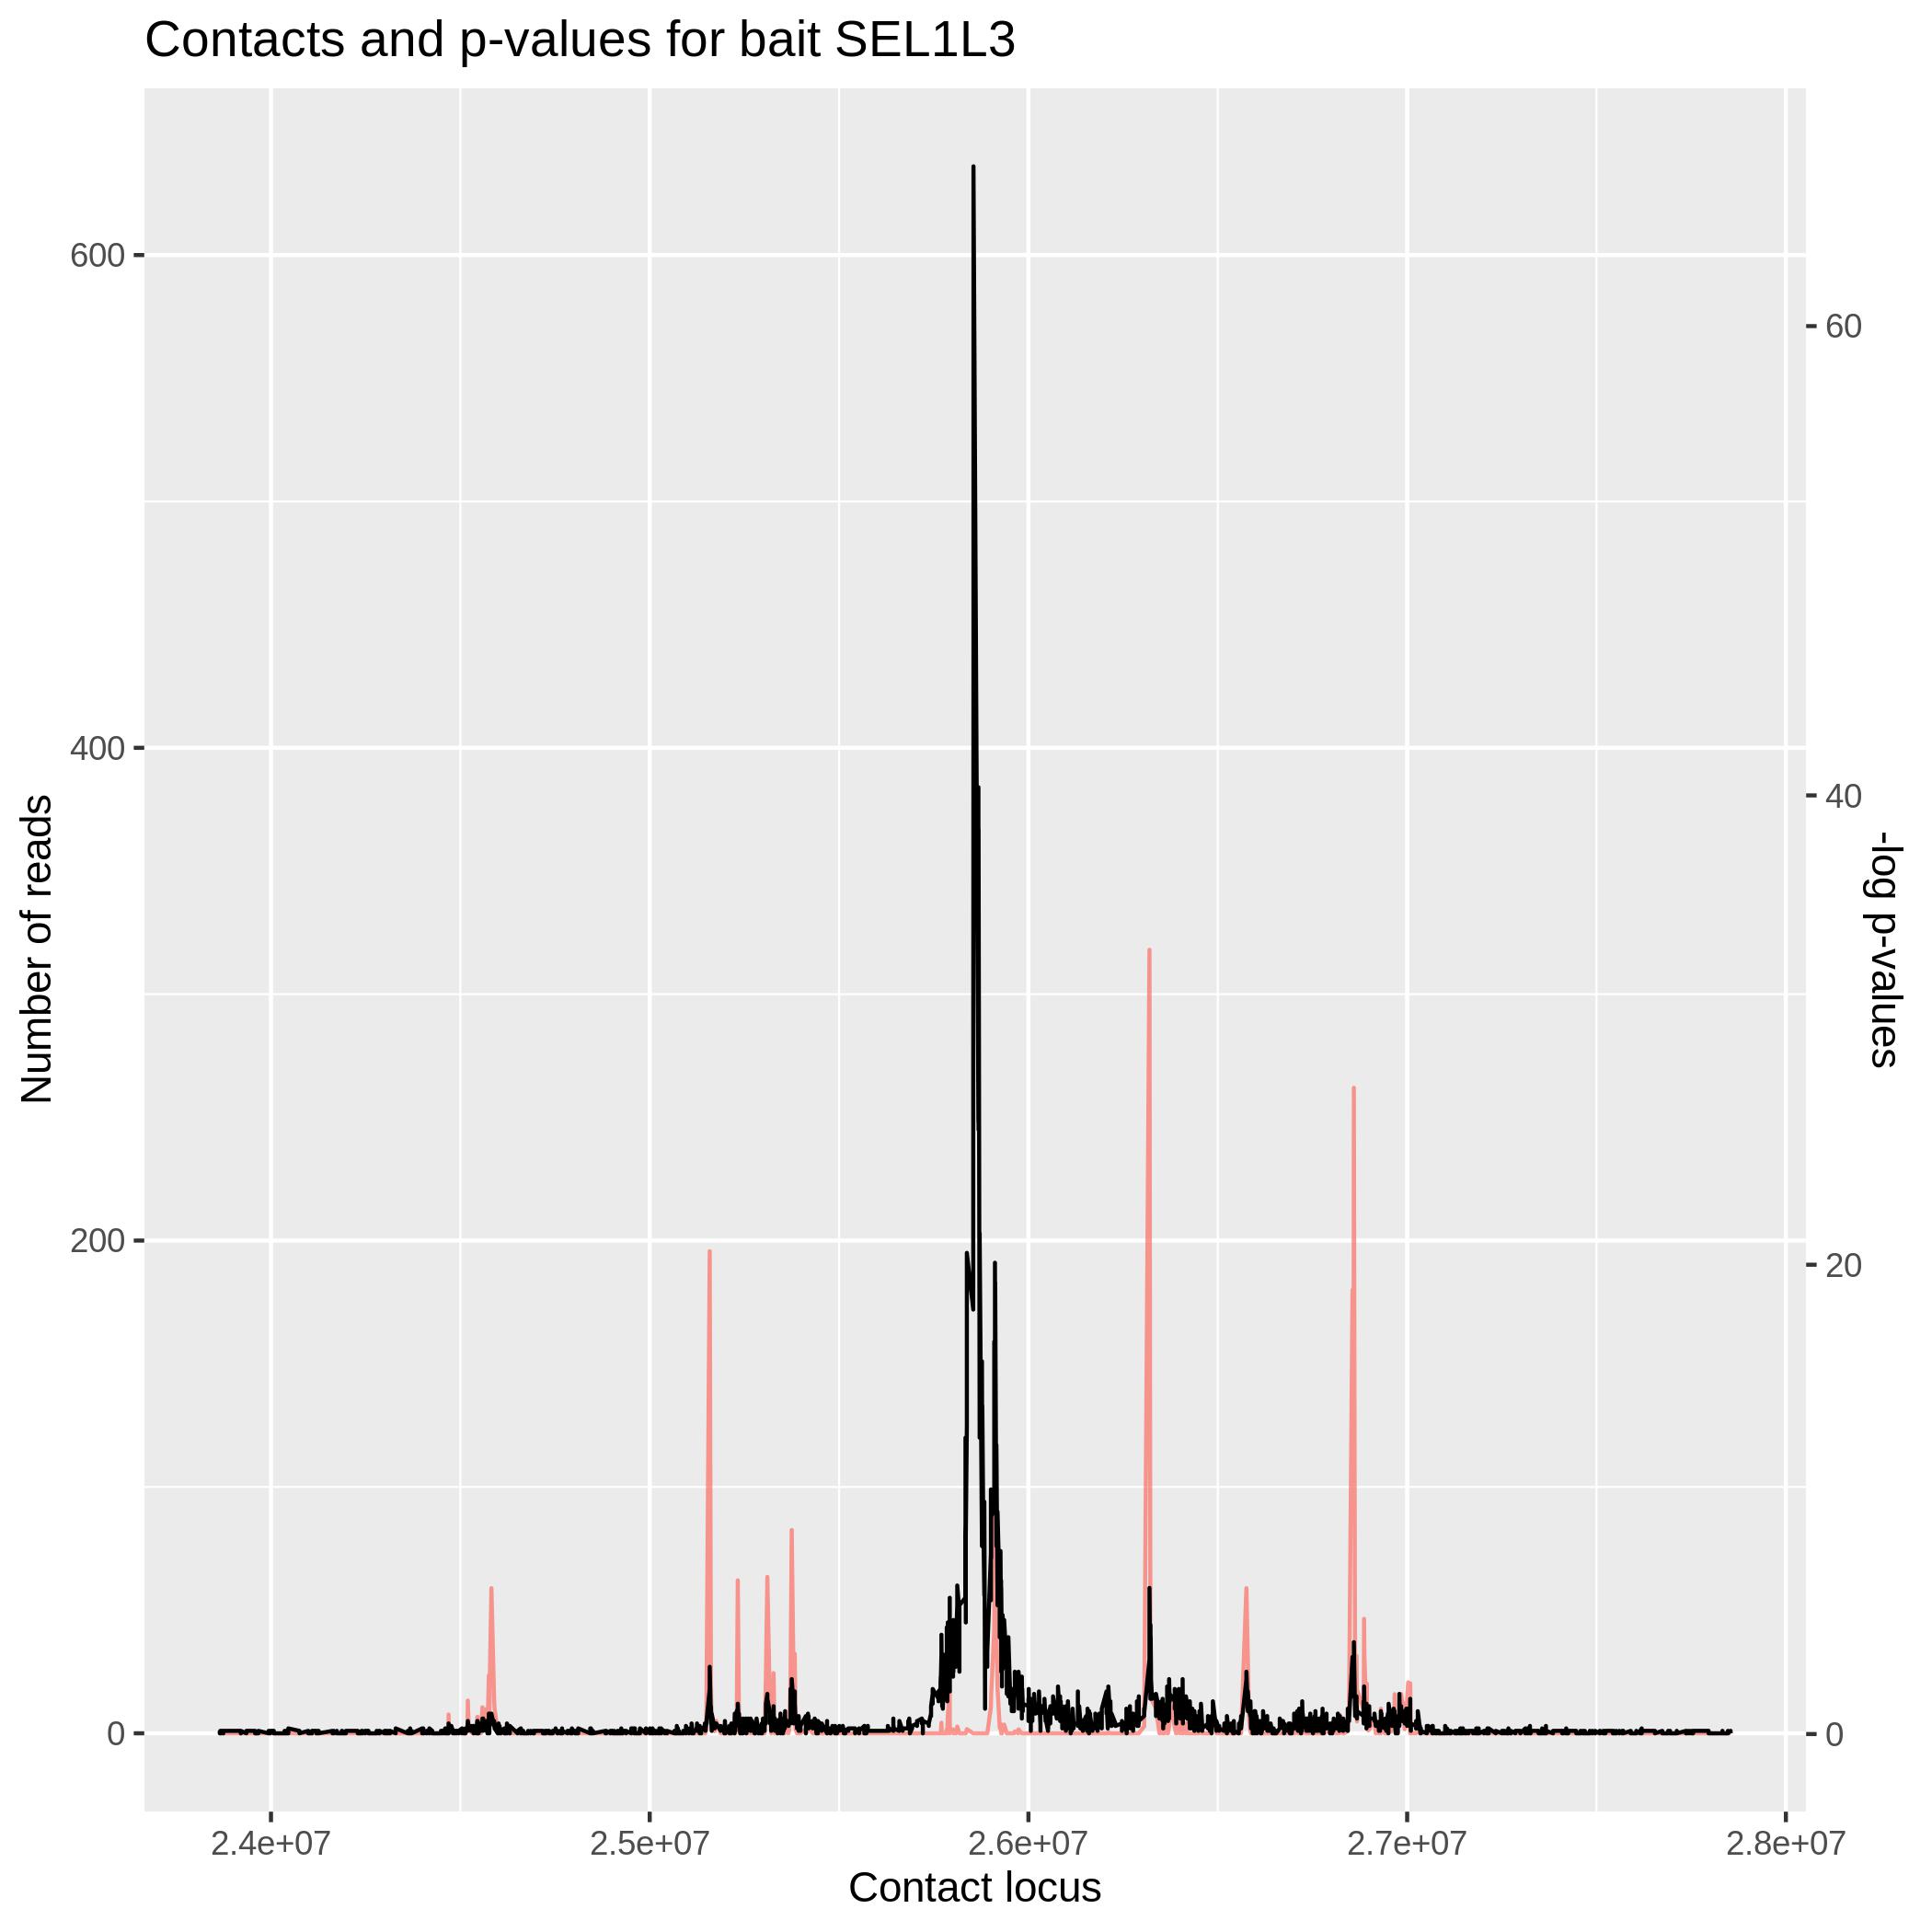 Contacts and p-values for bait SEL1L3
600
400
200
0
60
40
20
0
Number of reads
-log p-values
2.4e+07
2.5e+07
2.6e+07
2.7e+07
2.8e+07
Contact locus